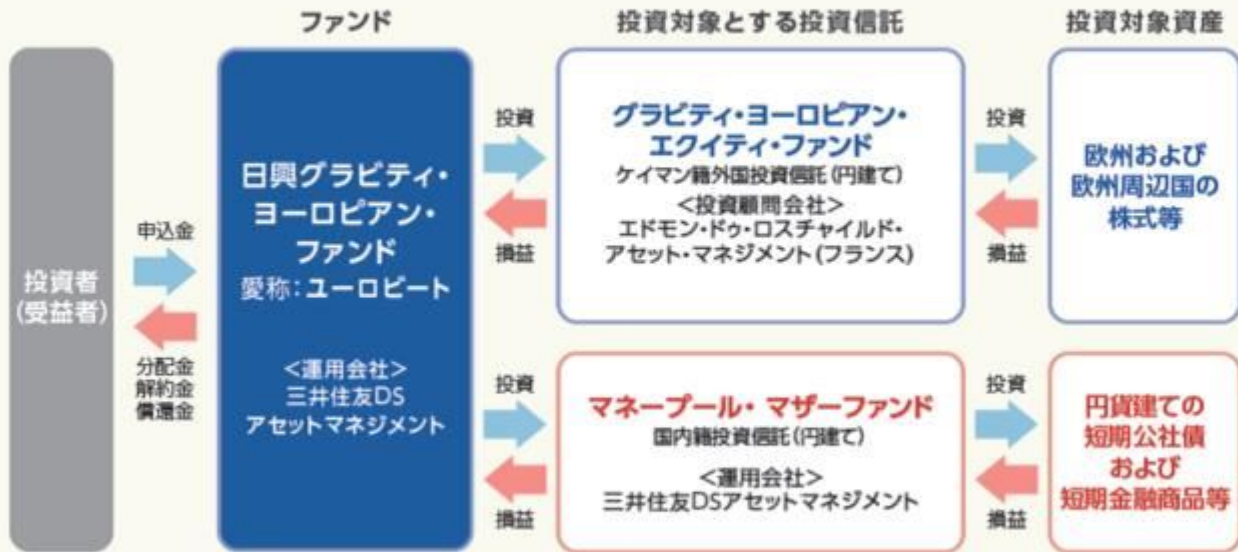 ファンド
投資対象とする投資信託
投資対象資産
投資者
(受益者)
申込金
分配金
解約金
償還金
日興グラビティ・
ヨーロピアン・
ファンド
愛称:ユーロビート
<運用会社>
三井住友DS
アセットマネジメント
投資
損益
グラビティ・ヨーロピアン・
エクイティ・ファンド
ケイマン籍外国投資信託(円建て)
<投資顧問会社>
エドモン・ドゥ・ロスチャイルド・
アセット・マネジメント(フランス)
投資
損益
欧州および
欧州周辺国の
株式等
投資
損益
マネープール・マザーファンド
国内籍投資信託(円建て)
<運用会社>
三井住友DSアセットマネジメント
投資
損益
円貨建ての
短期公社債
および
短期金融商品等